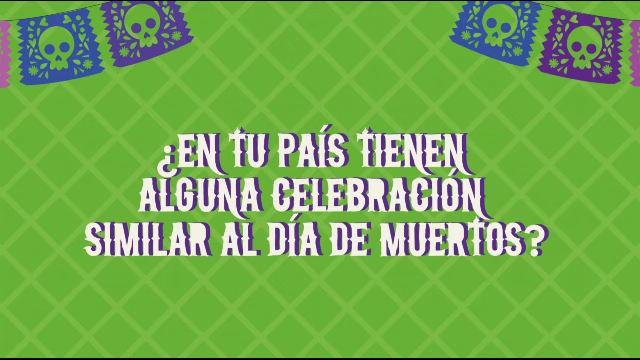 ¿EN TU PAÍS TIENEN
ALGUNA CELEBRACIÓN
SIMILAR AL DÍA DE MUERTOS?